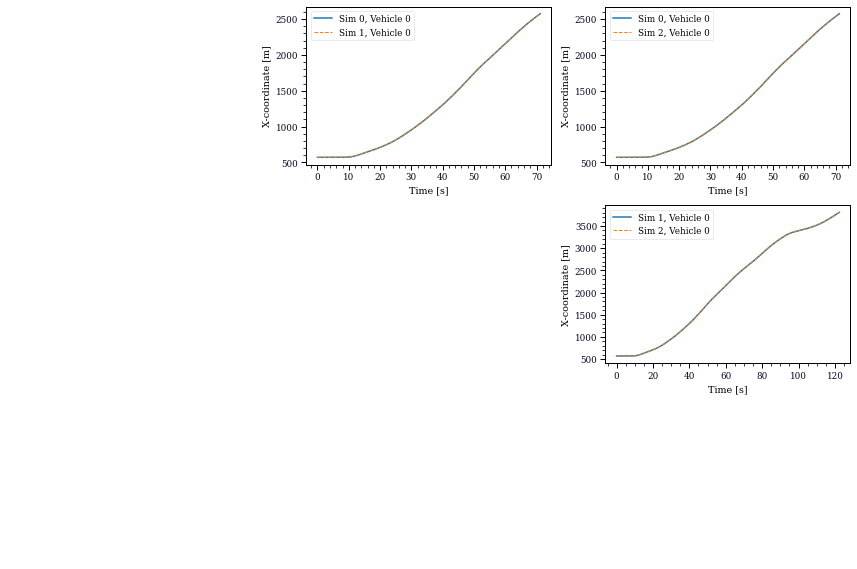 Sim 0, Vehicle 0
Sim 1, Vehicle 0
X-coordinate [m]
2500
2000
1500
1000
500
0 10 20 30 40 50 60 70
Time [s]
Sim 0, Vehicle 0
Sim 2, Vehicle 0
X-coordinate [m]
2500
2000
1500
1000
500
0 10 20 30 40 50 60 70
Time [s]
Sim 1, Vehicle 0
Sim 2, Vehicle 0
X-coordinate [m]
3500
3000
2500
2000
1500
1000
500
0 20 40 60 80 100 120
Time [s]